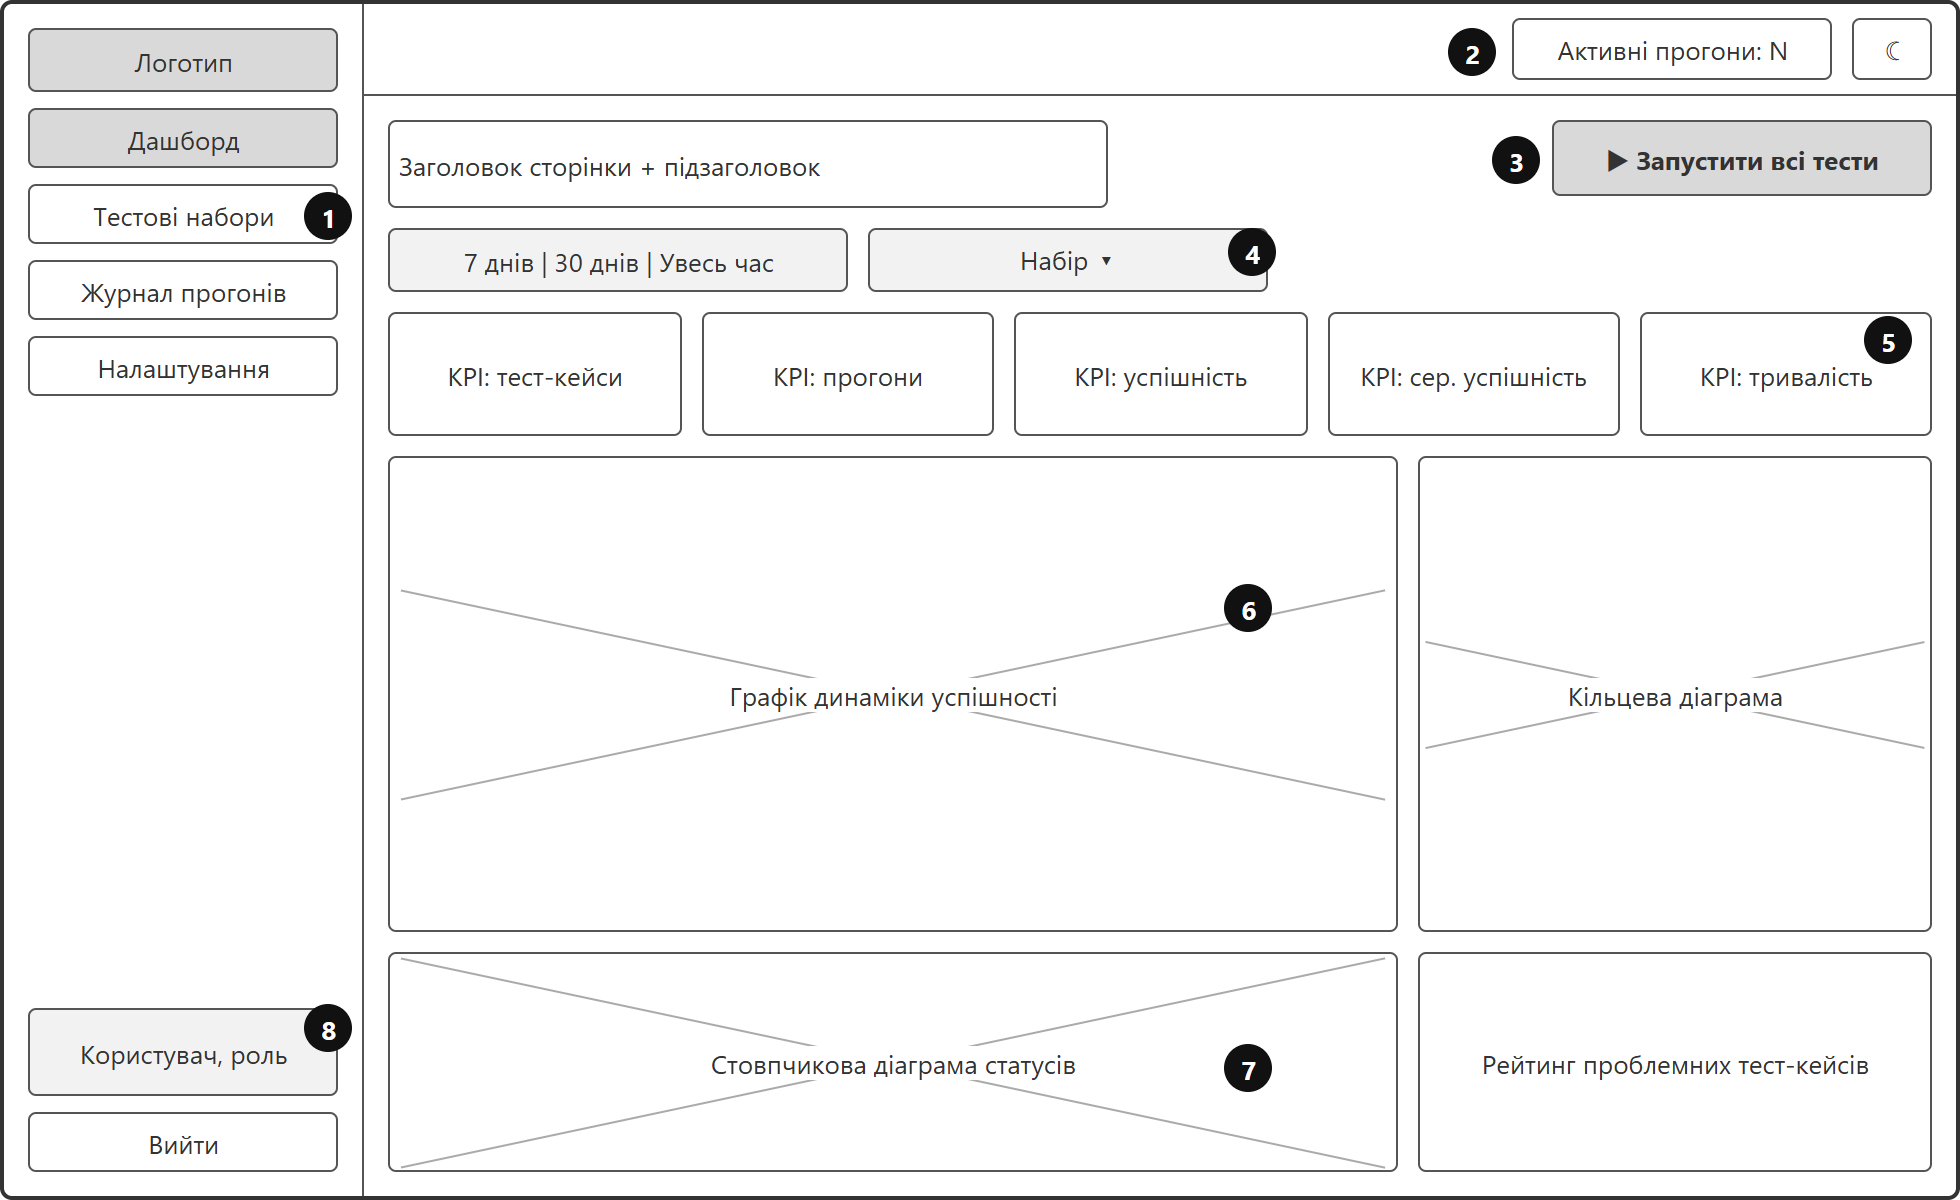 Логотип
Дашборд
Тестові набори
1
Журнал прогонів
Налаштування
8
Користувач, роль
Вийти
2
Активні прогони: N
☾
Заголовок сторінки + підзаголовок
3
▶ Запустити всі тести
7 днів | 30 днів | Увесь час
Набір ▾
4
KPI: тест-кейси
KPI: прогони
KPI: успішність
KPI: сер. успішність
KPI: тривалість
5
6
Графік динаміки успішності
Кільцева діаграма
Стовпчикова діаграма статусів
7
Рейтинг проблемних тест-кейсів